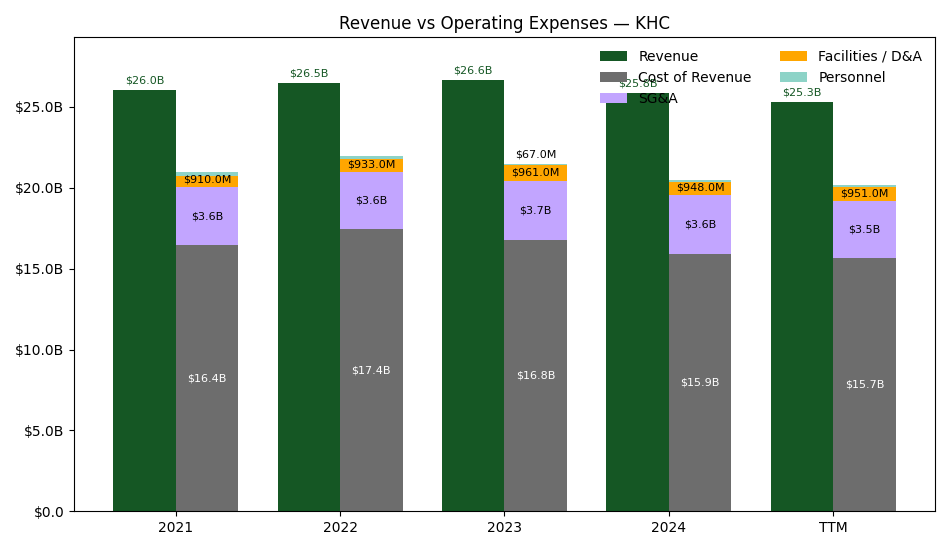 Revenue vs Operating Expenses — KHC
Revenue
Cost of Revenue
SG&A
Facilities / D&A
Personnel
$25.0B
$20.0B
$15.0B
$10.0B
$5.0B
$0.0
$26.0B
$26.5B
$26.6B
$25.8B
$25.3B
$67.0M
$910.0M
$933.0M
$961.0M
$948.0M
$951.0M
$3.6B
$3.6B
$3.7B
$3.6B
$3.5B
$16.4B
$17.4B
$16.8B
$15.9B
$15.7B
2021
2022
2023
2024
TTM